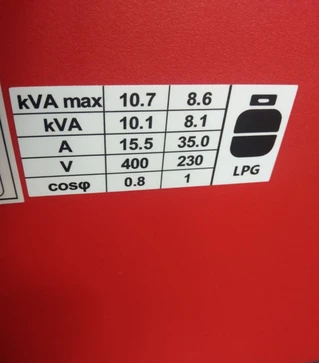 kVA max 10.7 8.6
kVA 10.1 8.1
A 15.5 35.0
V 400 230
cosφ 0.8 1
LPG